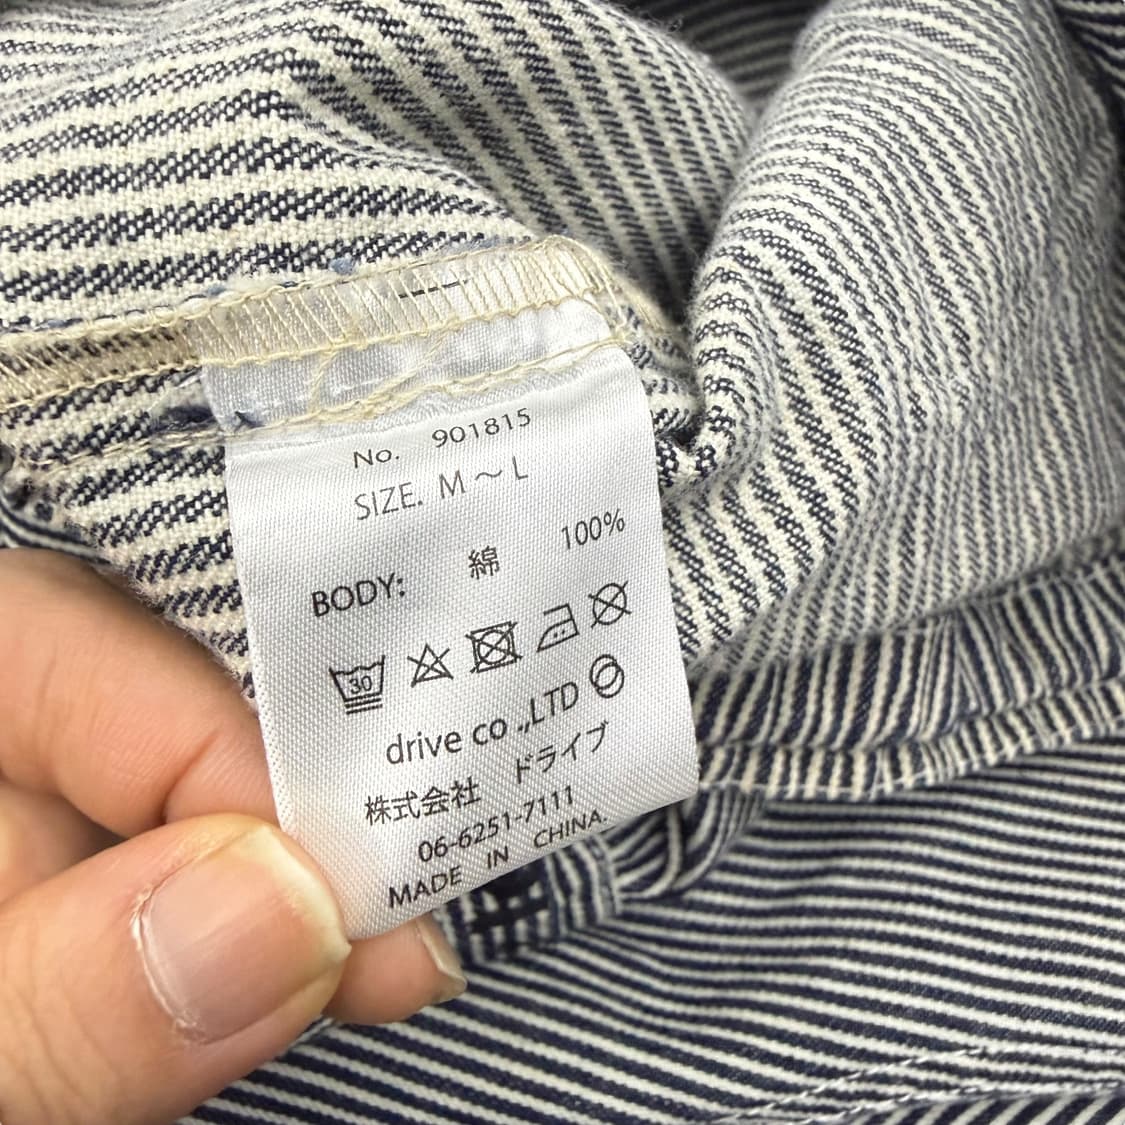 No. 901815
SIZE. M～L
BODY: 綿 100%
30
drive co .,LTD
株式会社 ドライブ
06-6251-7111
MADE IN CHINA.